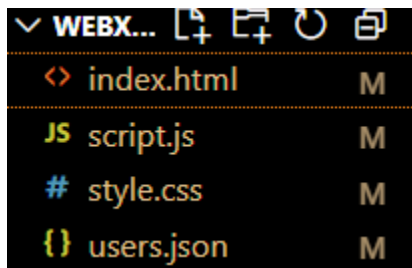 WEBX...
<> index.html M
JS script.js M
# style.css M
{} users.json M